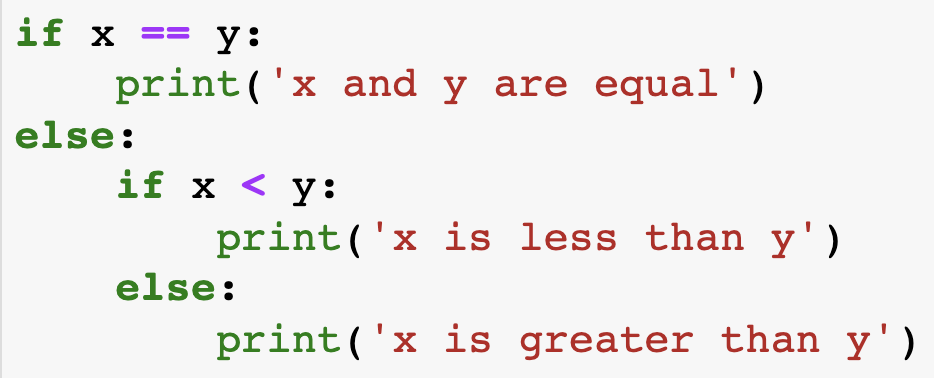 if x == y:
    print('x and y are equal')
else:
    if x < y:
        print('x is less than y')
    else:
        print('x is greater than y')